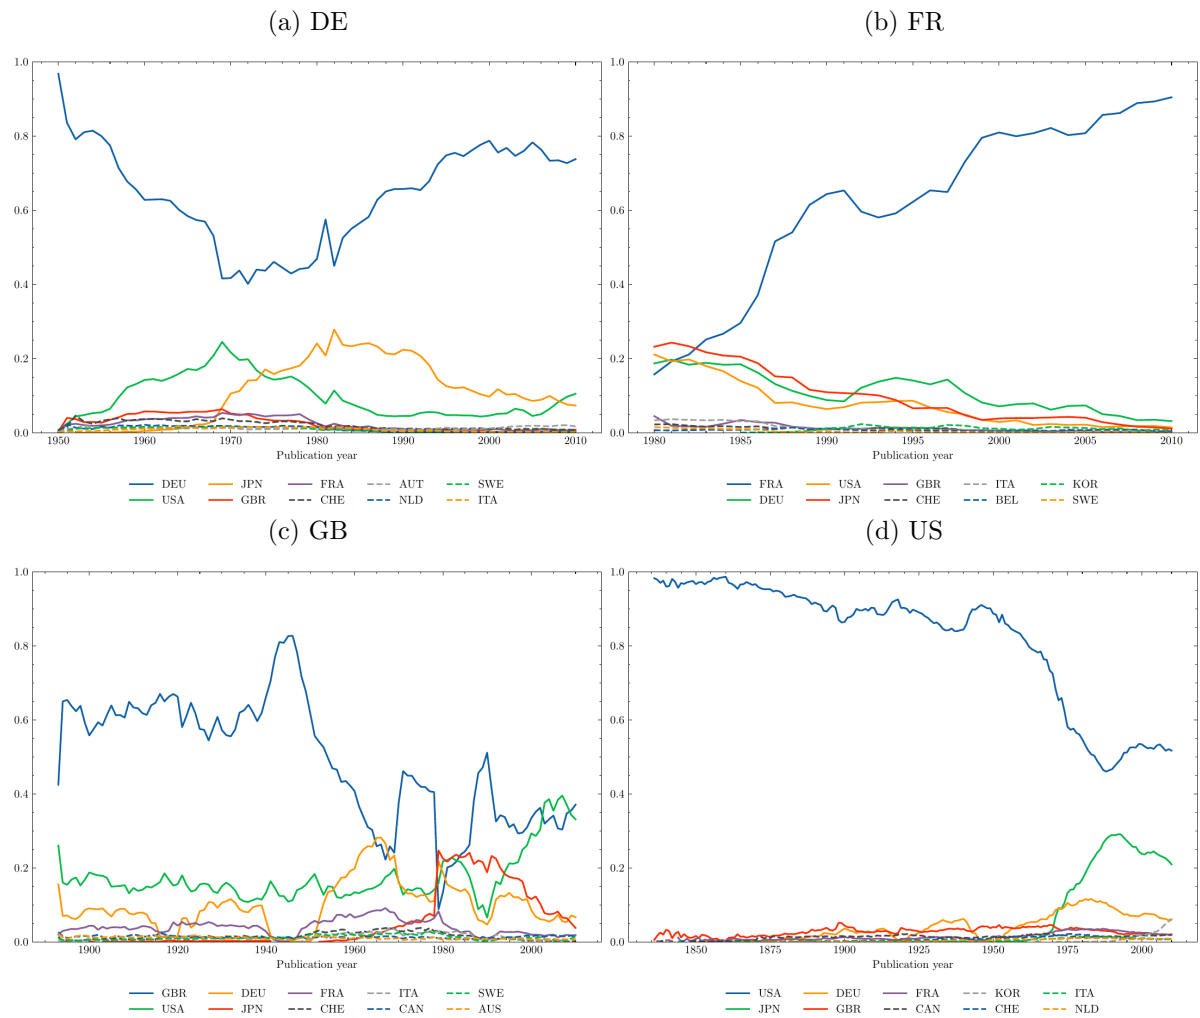 (a) DE
1.0
0.8
0.6
0.4
0.2
0.0
1950 1960 1970 1980 1990 2000 2010
Publication year
DEU JPN FRA AUT SWE
USA GBR CHE NLD ITA
(b) FR
1.0
0.8
0.6
0.4
0.2
0.0
1980 1985 1990 1995 2000 2005 2010
Publication year
FRA USA GBR ITA KOR
DEU JPN CHE BEL SWE
(c) GB
1.0
0.8
0.6
0.4
0.2
0.0
1900 1920 1940 1960 1980 2000
Publication year
GBR DEU FRA ITA SWE
USA JPN CHE CAN AUS
(d) US
1.0
0.8
0.6
0.4
0.2
0.0
1850 1875 1900 1925 1950 1975 2000
Publication year
USA DEU FRA KOR ITA
JPN GBR CAN CHE NLD